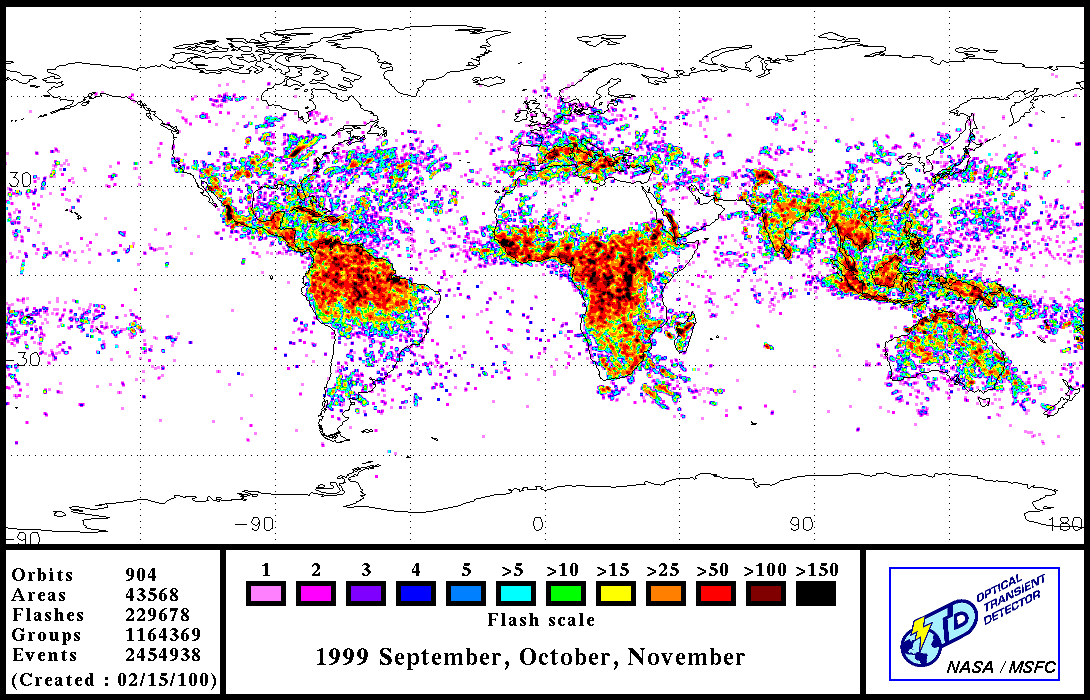 30
-30
-90
-90
0
90
180
Orbits 904
Areas 43568
Flashes 229678
Groups 1164369
Events 2454938
(Created : 02/15/100)
1 2 3 4 5 >5 >10 >15 >25 >50 >100 >150
Flash scale
1999 September, October, November
OPTICAL
TRANSIENT
DETECTOR
OTD
NASA / MSFC